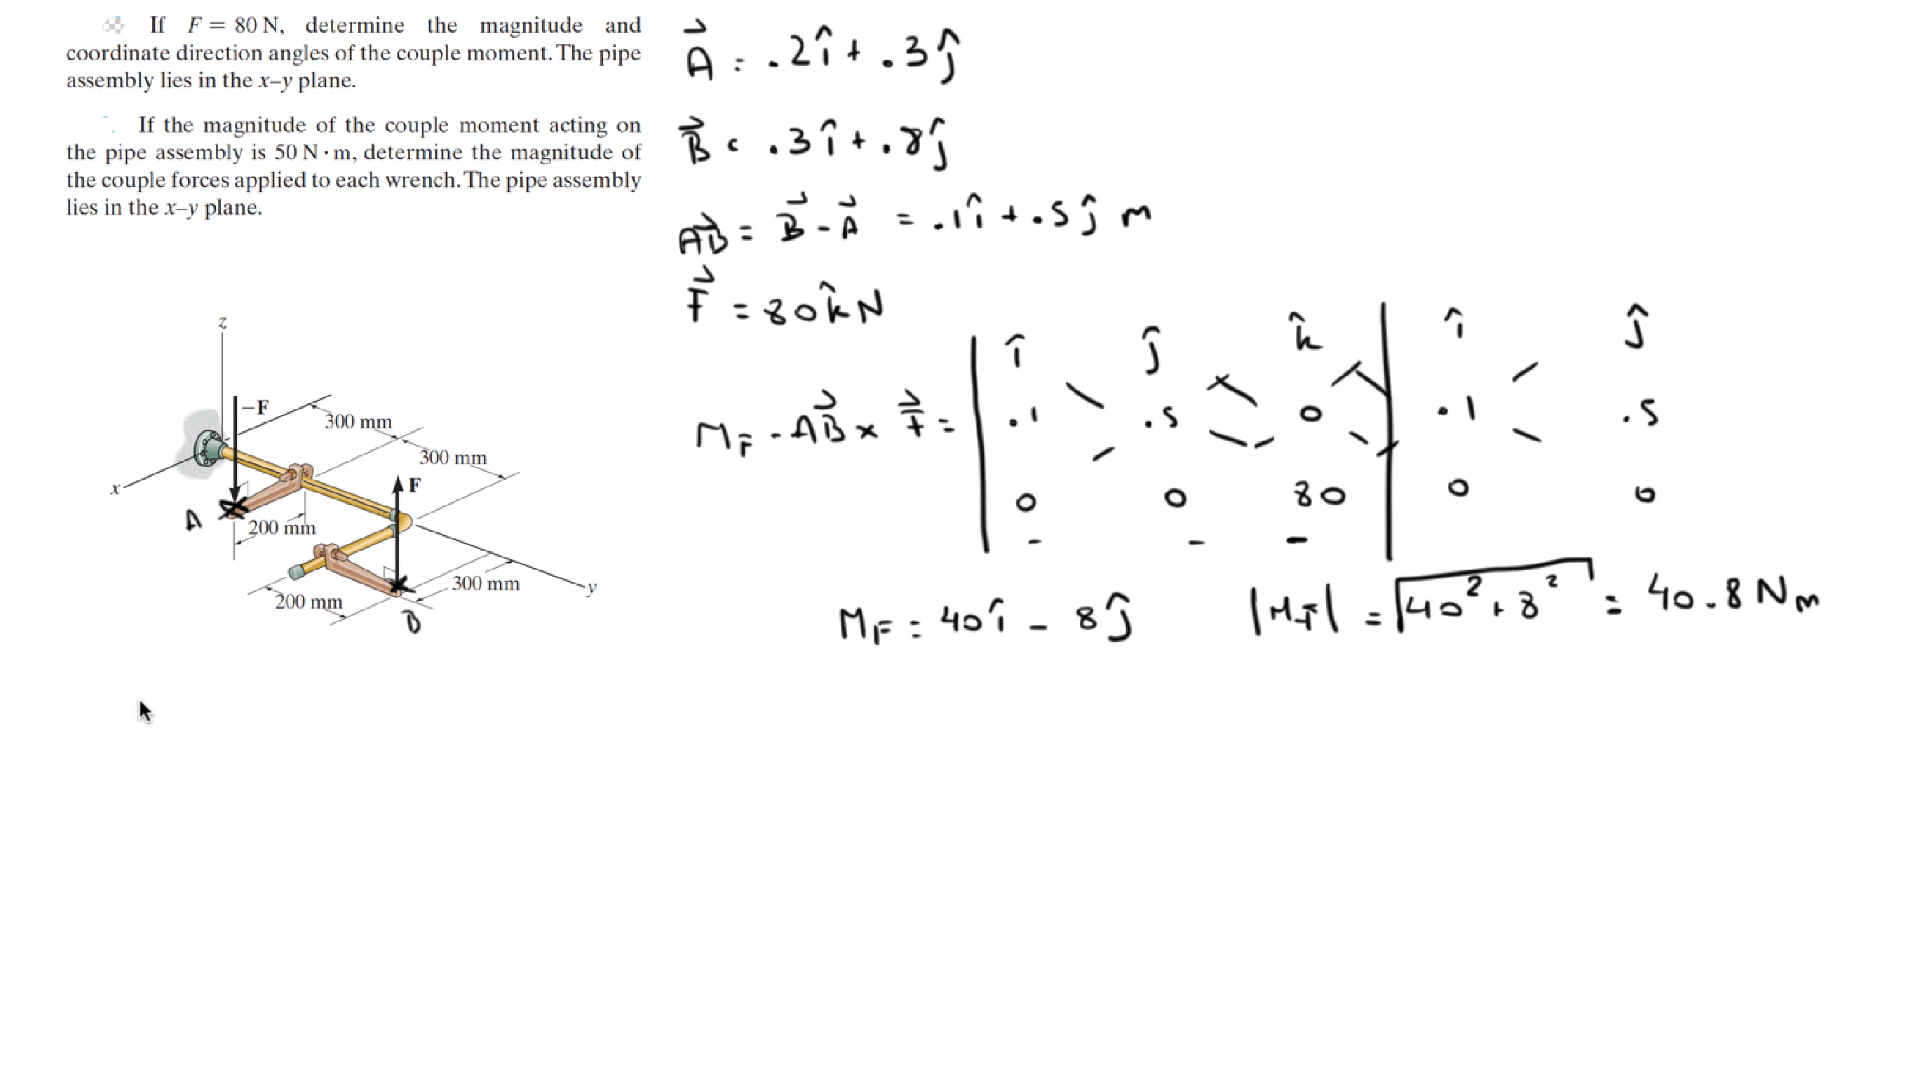 If F = 80 N, determine the magnitude and
coordinate direction angles of the couple moment. The pipe
assembly lies in the x–y plane.
If the magnitude of the couple moment acting on
the pipe assembly is 50 N · m, determine the magnitude of
the couple forces applied to each wrench. The pipe assembly
lies in the x–y plane.
z
−F
300 mm
300 mm
F
x
A
200 mm
300 mm
y
200 mm
B
A⃗ = .2î + .3ĵ
B⃗ = .3î + .8ĵ
AB⃗ = B⃗ - A⃗ = .1î + .5ĵ m
F⃗ = 80k̂N
M_F = AB⃗ × F⃗ =
î ĵ k̂ | î ĵ
.1 .5 0 | .1 .5
0 0 80 | 0 0
M_F = 40î - 8ĵ
|M_F| = √40² + 8² = 40.8 Nm